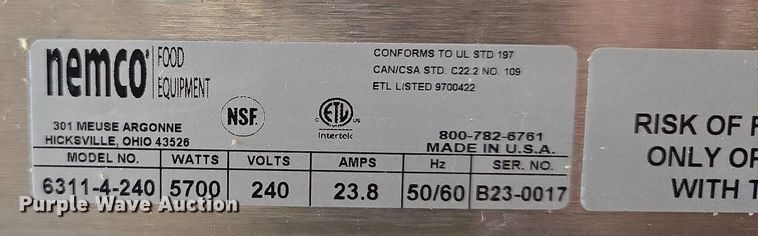 nemco FOOD EQUIPMENT
CONFORMS TO UL STD 197
CAN/CSA STD. C22.2 NO. 109
ETL LISTED 9700422
NSF
ETL
C US
Intertek
301 MEUSE ARGONNE
HICKSVILLE, OHIO 43526
800-782-6761
MADE IN U.S.A.
MODEL NO. WATTS VOLTS AMPS Hz SER. NO.
6311-4-240 5700 240 23.8 50/60 B23-0017
RISK OF F
ONLY OF
WITH T
Purple Wave Auction